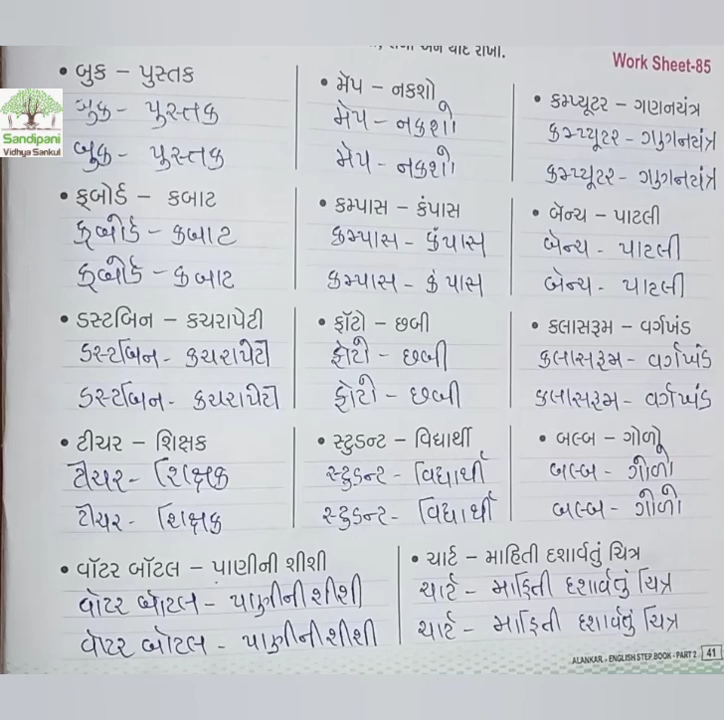 યાદ રાખો.
Work Sheet-85
Sandipani
Vidhya Sankul
• બુક – પુસ્તક
બુક - પુસ્તક
બુક - પુસ્તક
• મૅપ – નકશો
મેપ - નકશો
મેપ - નકશો
• કમ્પ્યૂટર – ગણનયંત્ર
કમ્પ્યૂટર - ગણનયંત્ર
કમ્પ્યૂટર - ગણનયંત્ર
• કબોર્ડ – કબાટ
કબોર્ડ - કબાટ
કબોર્ડ - કબાટ
• કમ્પાસ – કંપાસ
કમ્પાસ - કંપાસ
કમ્પાસ - કંપાસ
• બૅન્ચ – પાટલી
બેન્ચ - પાટલી
બેન્ચ - પાટલી
• ડસ્ટબિન – કચરાપેટી
ડસ્ટબિન - કચરાપેટી
ડસ્ટબિન - કચરાપેટી
• ફૉટો – છબી
ફોટો - છબી
ફોટો - છબી
• કલાસરૂમ – વર્ગખંડ
કલાસરૂમ - વર્ગખંડ
કલાસરૂમ - વર્ગખંડ
• ટીચર – શિક્ષક
ટીચર - શિક્ષક
ટીચર - શિક્ષક
• સ્ટુડન્ટ – વિદ્યાર્થી
સ્ટુડન્ટ - વિદ્યાર્થી
સ્ટુડન્ટ - વિદ્યાર્થી
• બલ્બ – ગોળો
બલ્બ - ગોળો
બલ્બ - ગોળો
• વૉટર બૉટલ – પાણીની શીશી
વૉટર બોટલ - પાણીની શીશી
વૉટર બોટલ - પાણીની શીશી
• ચાર્ટ – માહિતી દશાર્વતું ચિત્ર
ચાર્ટ - માહિતી દશાર્વતું ચિત્ર
ચાર્ટ - માહિતી દશાર્વતું ચિત્ર
ALANKAR - ENGLISH STEP BOOK - PART 2 41